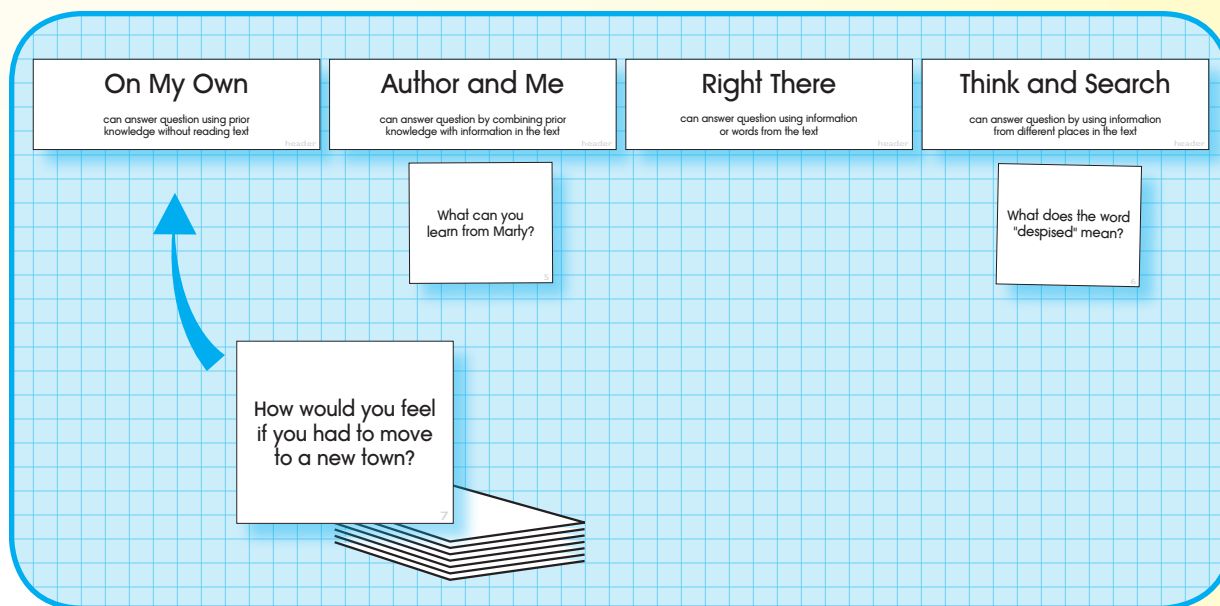 On My Own
can answer question using prior
knowledge without reading text
header
Author and Me
can answer question by combining prior
knowledge with information in the text
header
Right There
can answer question using information
or words from the text
header
Think and Search
can answer question by using information
from different places in the text
header
What can you
learn from Marty?
5
What does the word
"despised" mean?
6
How would you feel
if you had to move
to a new town?
7